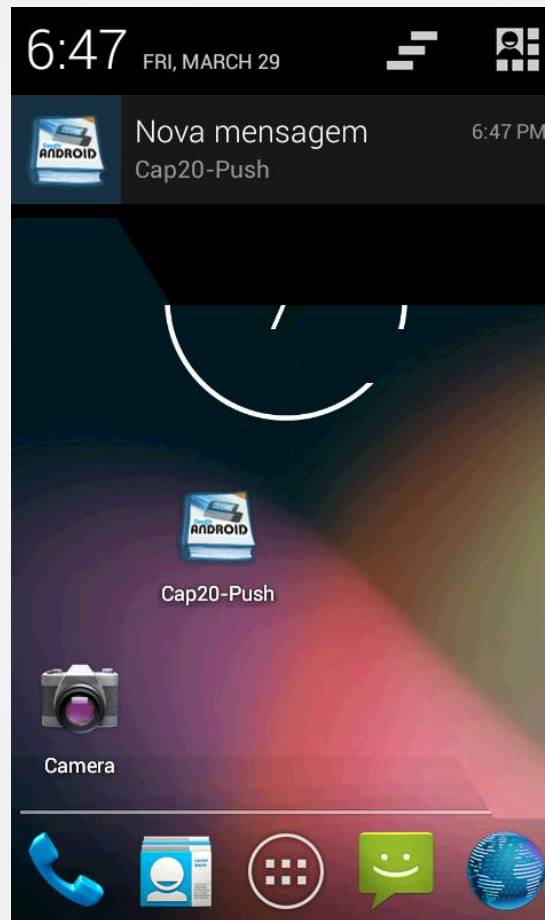 6:47 FRI, MARCH 29
Nova mensagem 6:47 PM
Cap20-Push
ANDROID
ANDROID
Cap20-Push
Camera